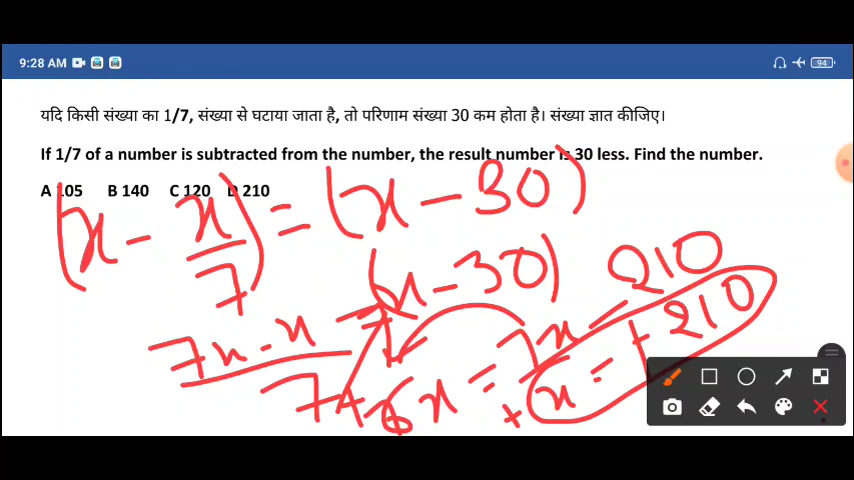 9:28 AM 94
यदि किसी संख्या का 1/7, संख्या से घटाया जाता है, तो परिणाम संख्या 30 कम होता है। संख्या ज्ञात कीजिए।
If 1/7 of a number is subtracted from the number, the result number is 30 less. Find the number.
A 105 B 140 C 120 D 210
(x - x/7) = (x - 30)
7x - x / 7 = (x - 30)
6x = 7x - 210
x = + 210